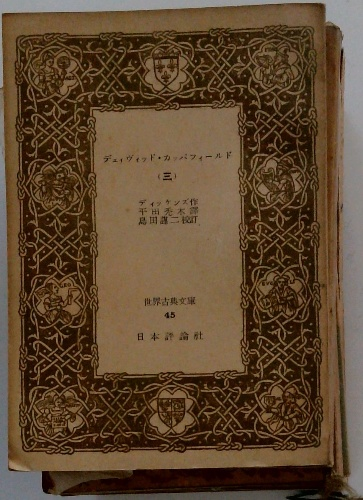 デェィヴィッド・カッパフィールド
(三)
ディッケンズ作
平田禿木譯
島田謹二校訂
世界古典文庫
45
日本評論社